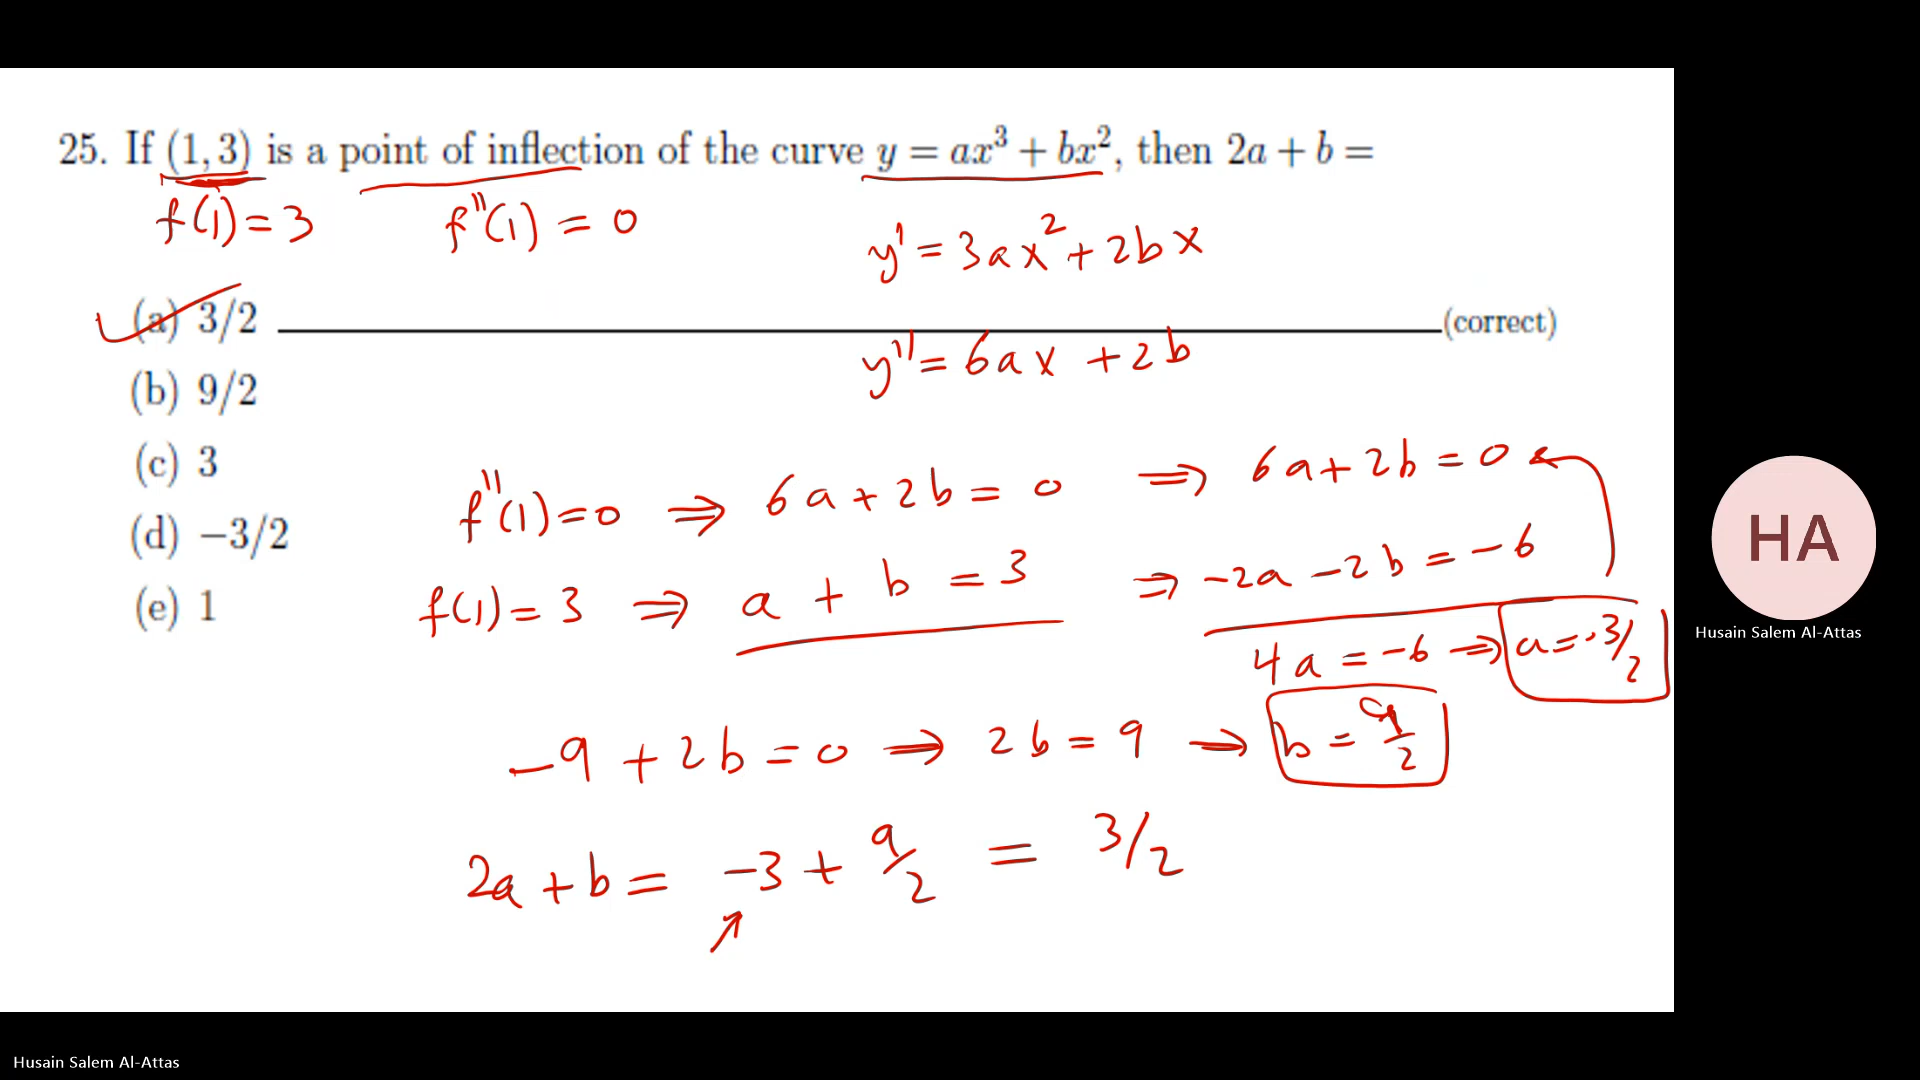 25. If (1, 3) is a point of inflection of the curve y = ax³ + bx², then 2a + b =
f(1) = 3 f''(1) = 0
y' = 3ax² + 2bx
(a) 3/2 (correct)
y'' = 6ax + 2b
(b) 9/2
(c) 3
f''(1) = 0 ⇒ 6a + 2b = 0 ⇒ 6a + 2b = 0
(d) −3/2
f(1) = 3 ⇒ a + b = 3 ⇒ -2a - 2b = -6
(e) 1
4a = -6 ⇒ a = -3/2
-9 + 2b = 0 ⇒ 2b = 9 ⇒ b = 9/2
2a + b = -3 + 9/2 = 3/2
HA
Husain Salem Al-Attas
Husain Salem Al-Attas